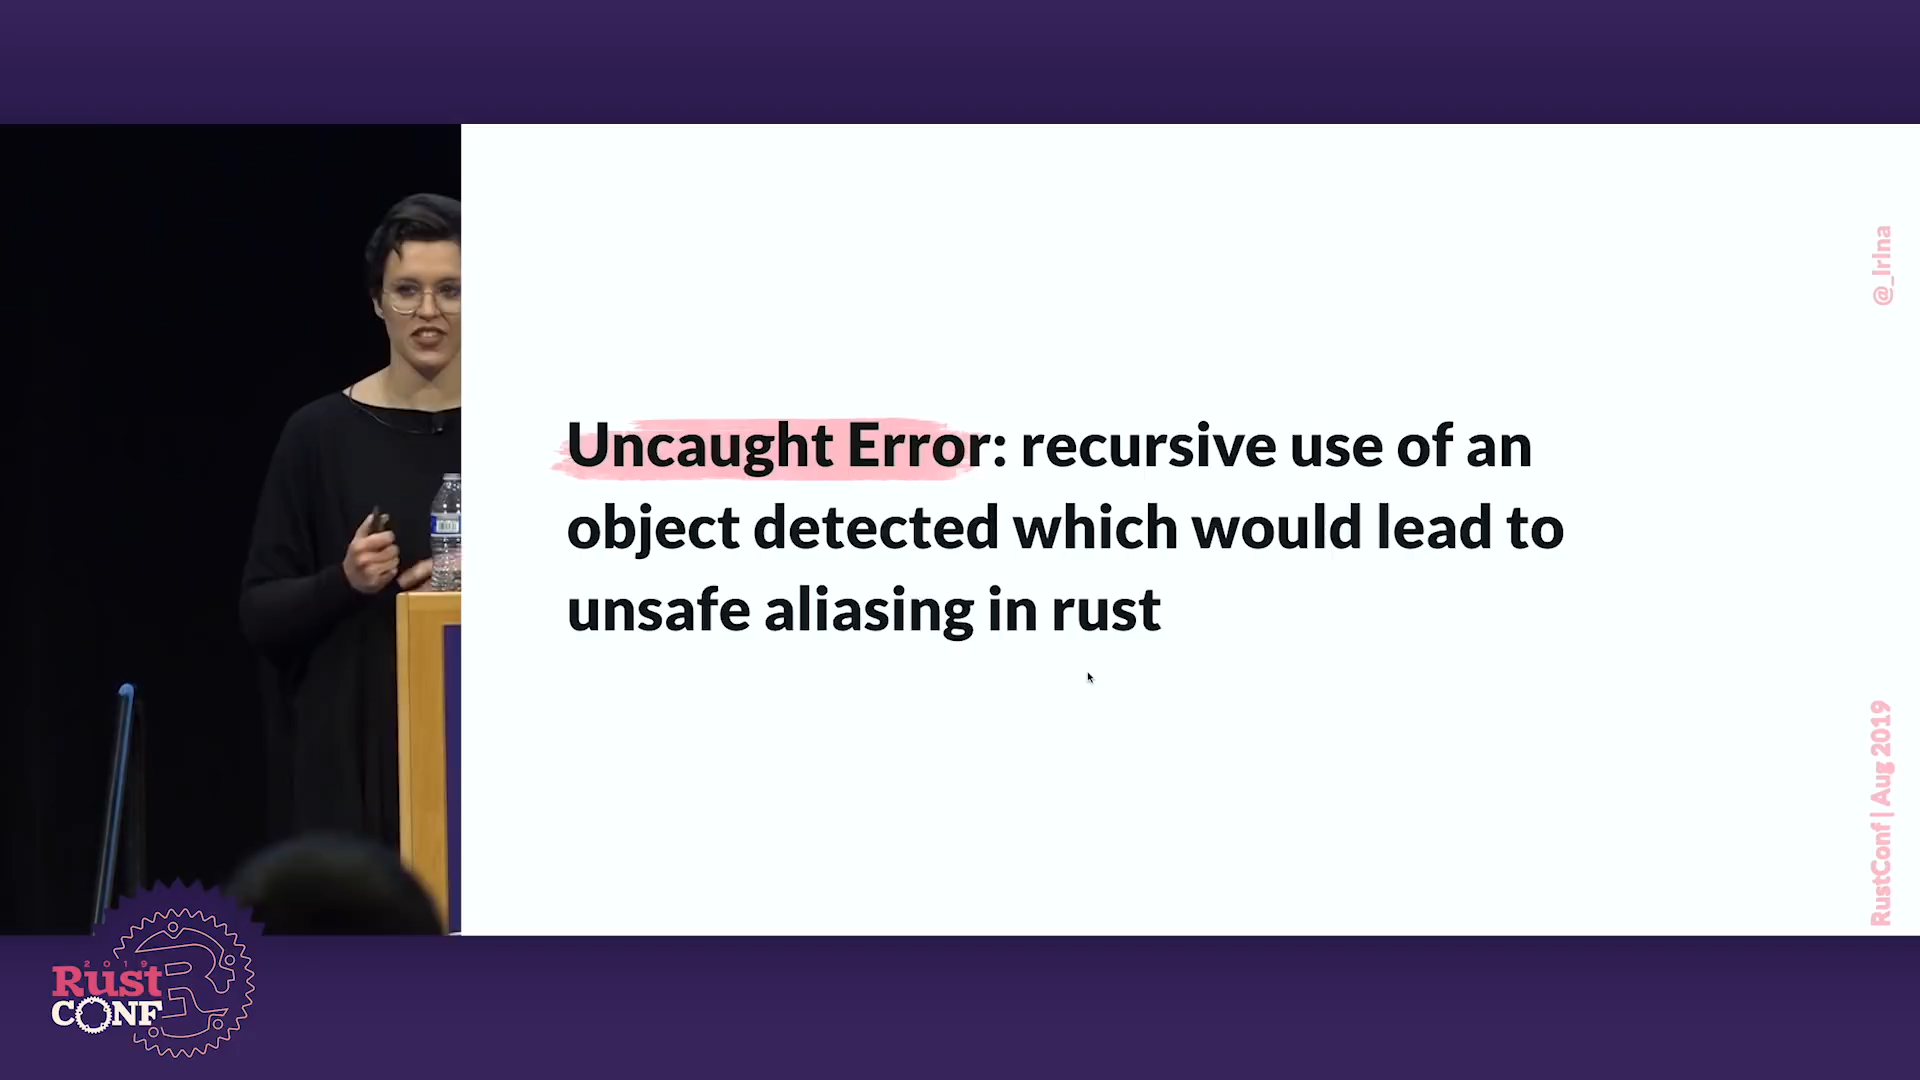 Uncaught Error: recursive use of an
object detected which would lead to
unsafe aliasing in rust
@_lrlna
RustConf | Aug 2019
2019
Rust
CONF